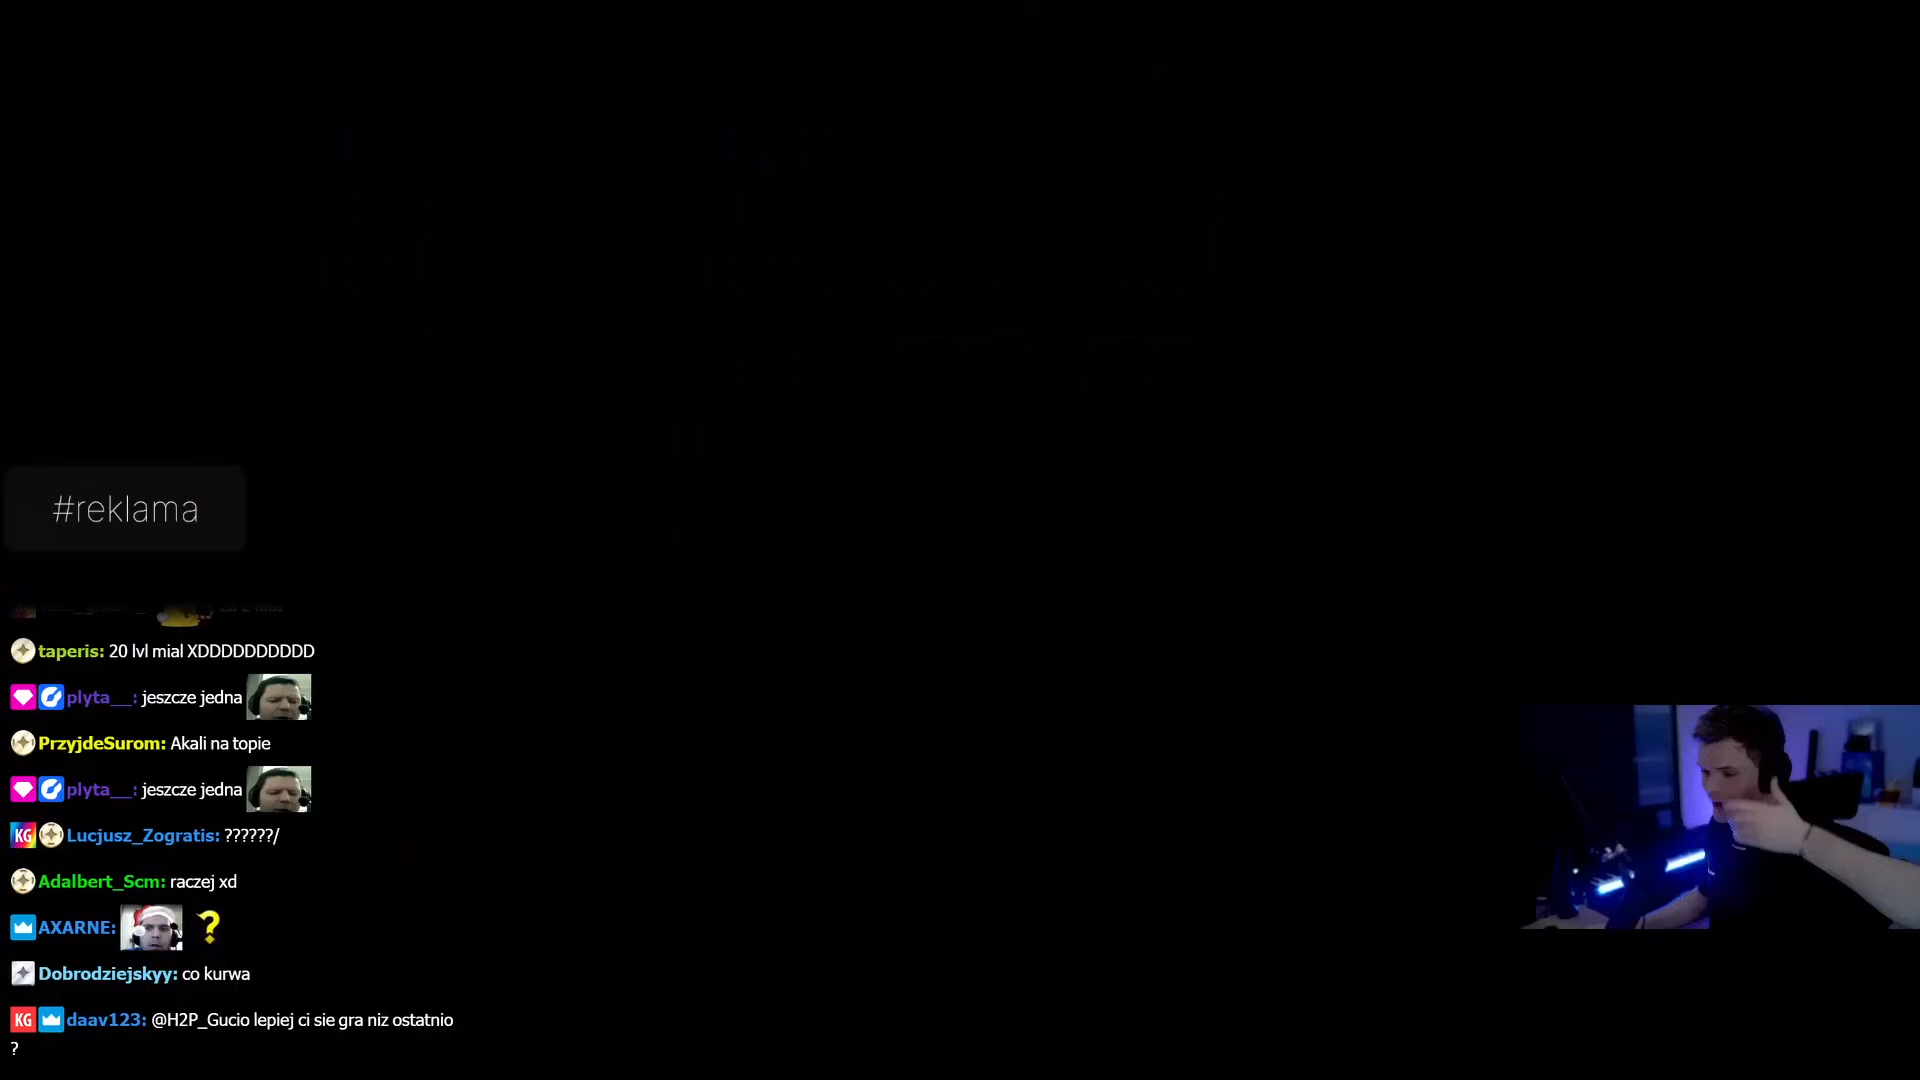 #reklama
taperis: 20 lvl mial XDDDDDDDDDD
plyta__: jeszcze jedna
PrzyjdeSurom: Akali na topie
plyta__: jeszcze jedna
KG Lucjusz_Zogratis: ??????/
Adalbert_Scm: raczej xd
AXARNE: ?
Dobrodziejskyy: co kurwa
KG daav123: @H2P_Gucio lepiej ci sie gra niz ostatnio
?